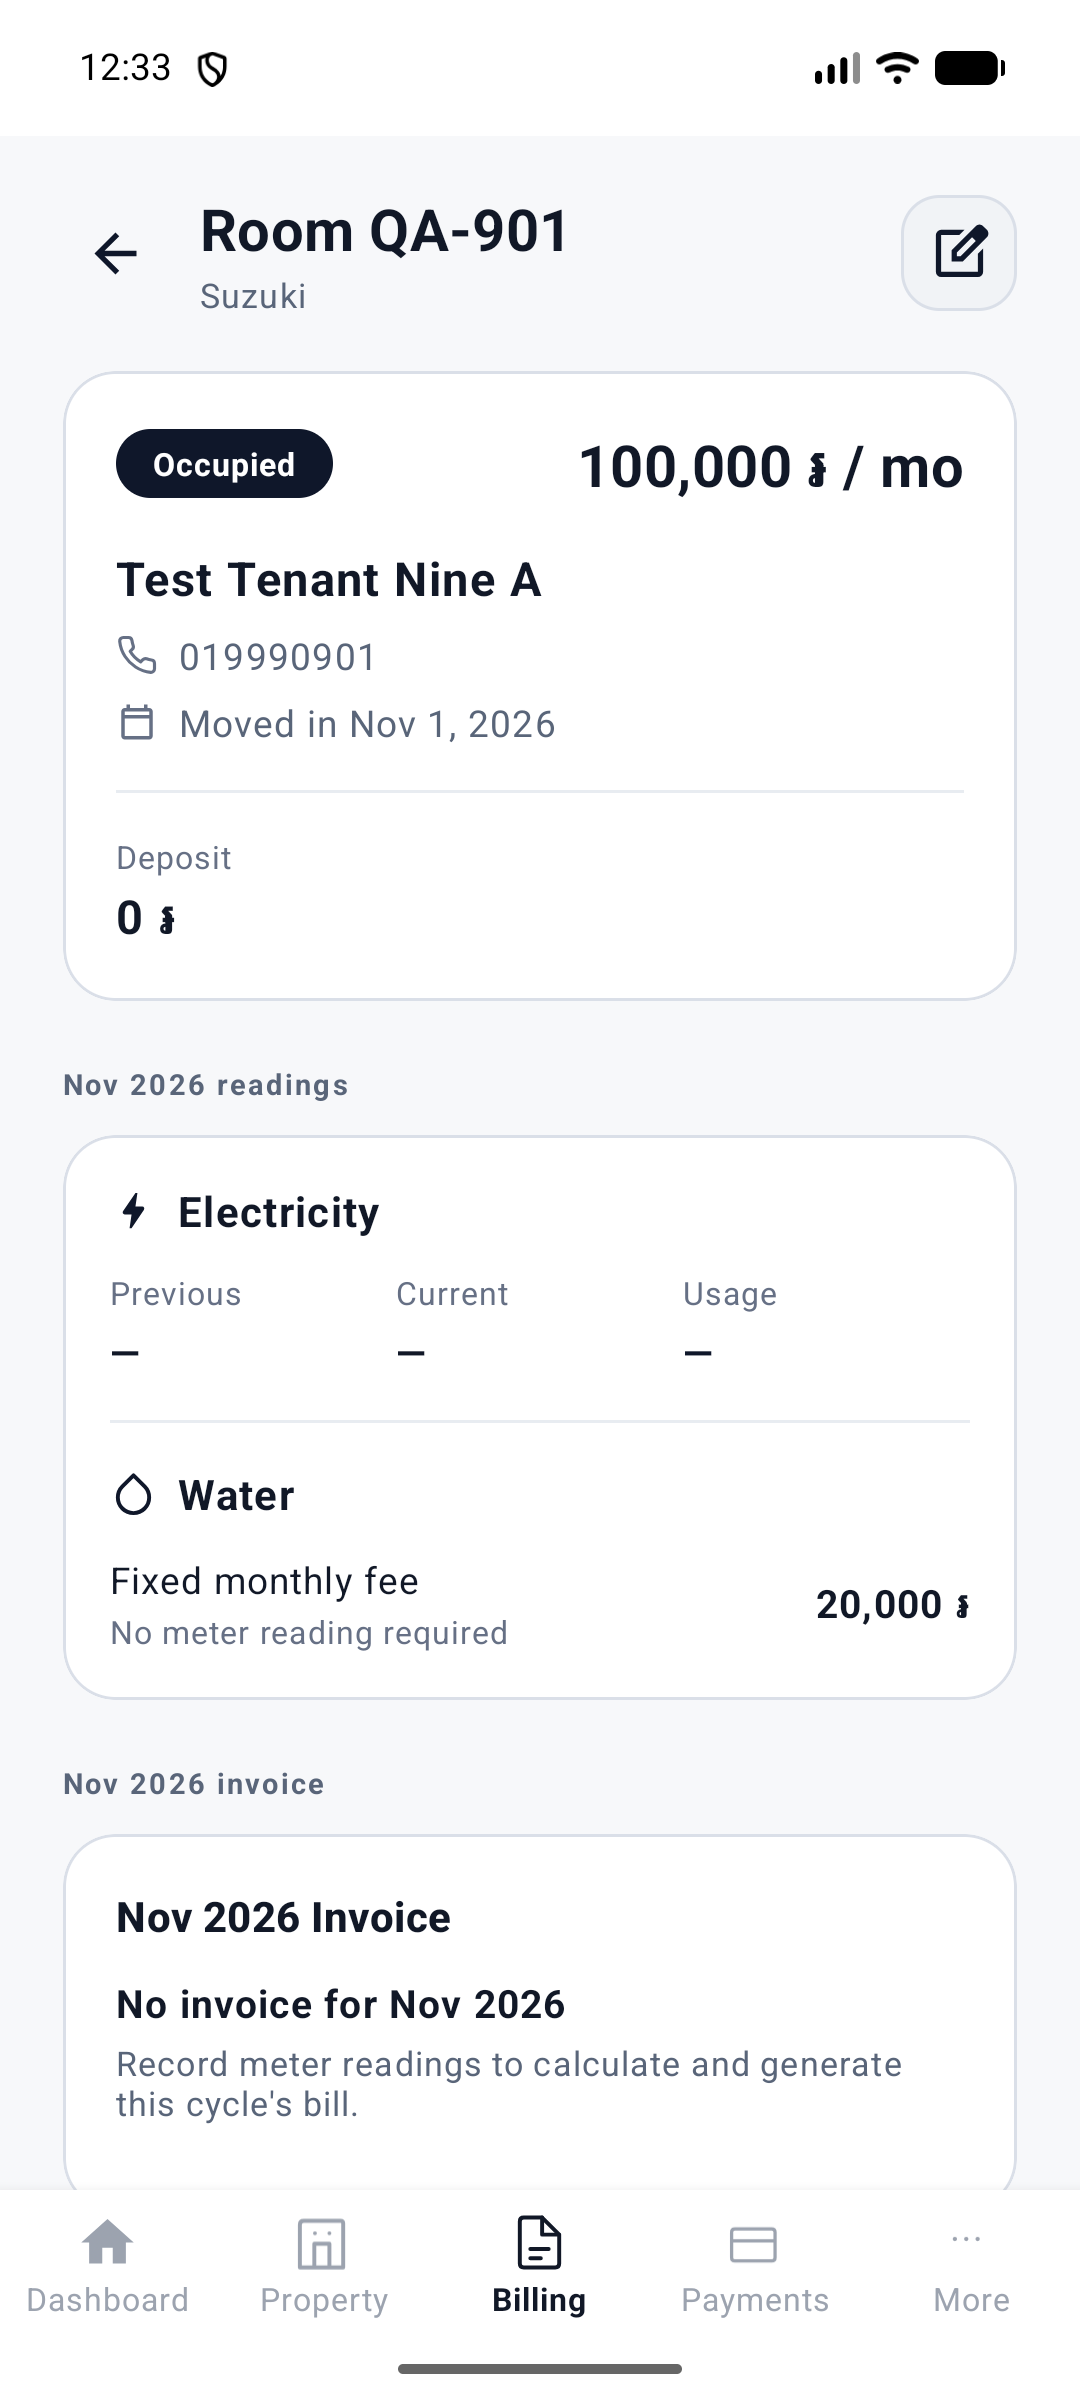 12:33
Room QA-901
Suzuki
Occupied
100,000 ៛ / mo
Test Tenant Nine A
019990901
Moved in Nov 1, 2026
Deposit
0 ៛
Nov 2026 readings
Electricity
Previous Current Usage
– – –
Water
Fixed monthly fee
No meter reading required
20,000 ៛
Nov 2026 invoice
Nov 2026 Invoice
No invoice for Nov 2026
Record meter readings to calculate and generate
this cycle's bill.
Dashboard Property Billing Payments More